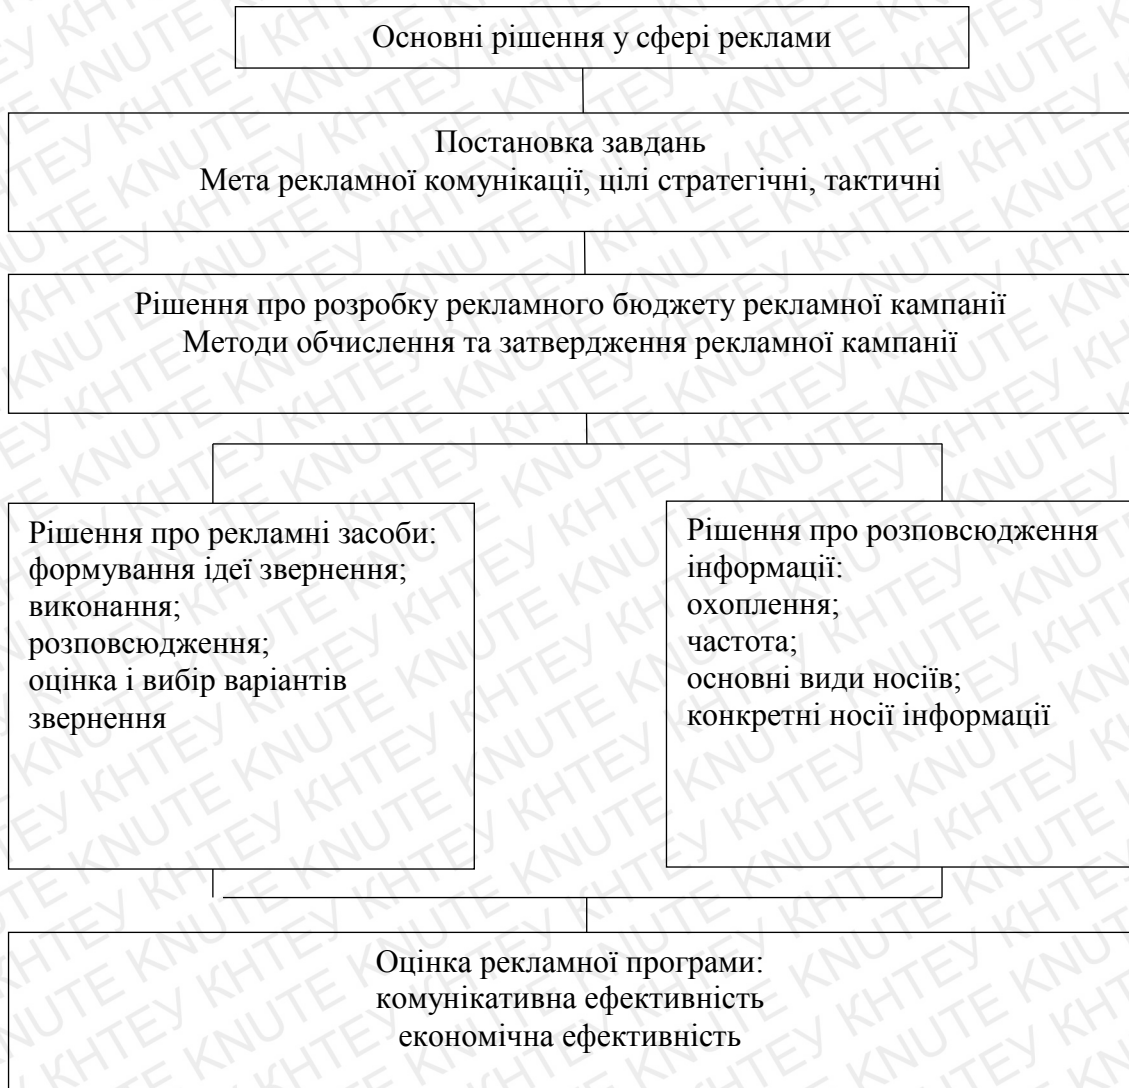 Основні рішення у сфері реклами
Постановка завдань
Мета рекламної комунікації, цілі стратегічні, тактичні
Рішення про розробку рекламного бюджету рекламної кампанії
Методи обчислення та затвердження рекламної кампанії
Рішення про рекламні засоби:
формування ідеї звернення;
виконання;
розповсюдження;
оцінка і вибір варіантів
звернення
Рішення про розповсюдження
інформації:
охоплення;
частота;
основні види носіїв;
конкретні носії інформації
Оцінка рекламної програми:
комунікативна ефективність
економічна ефективність